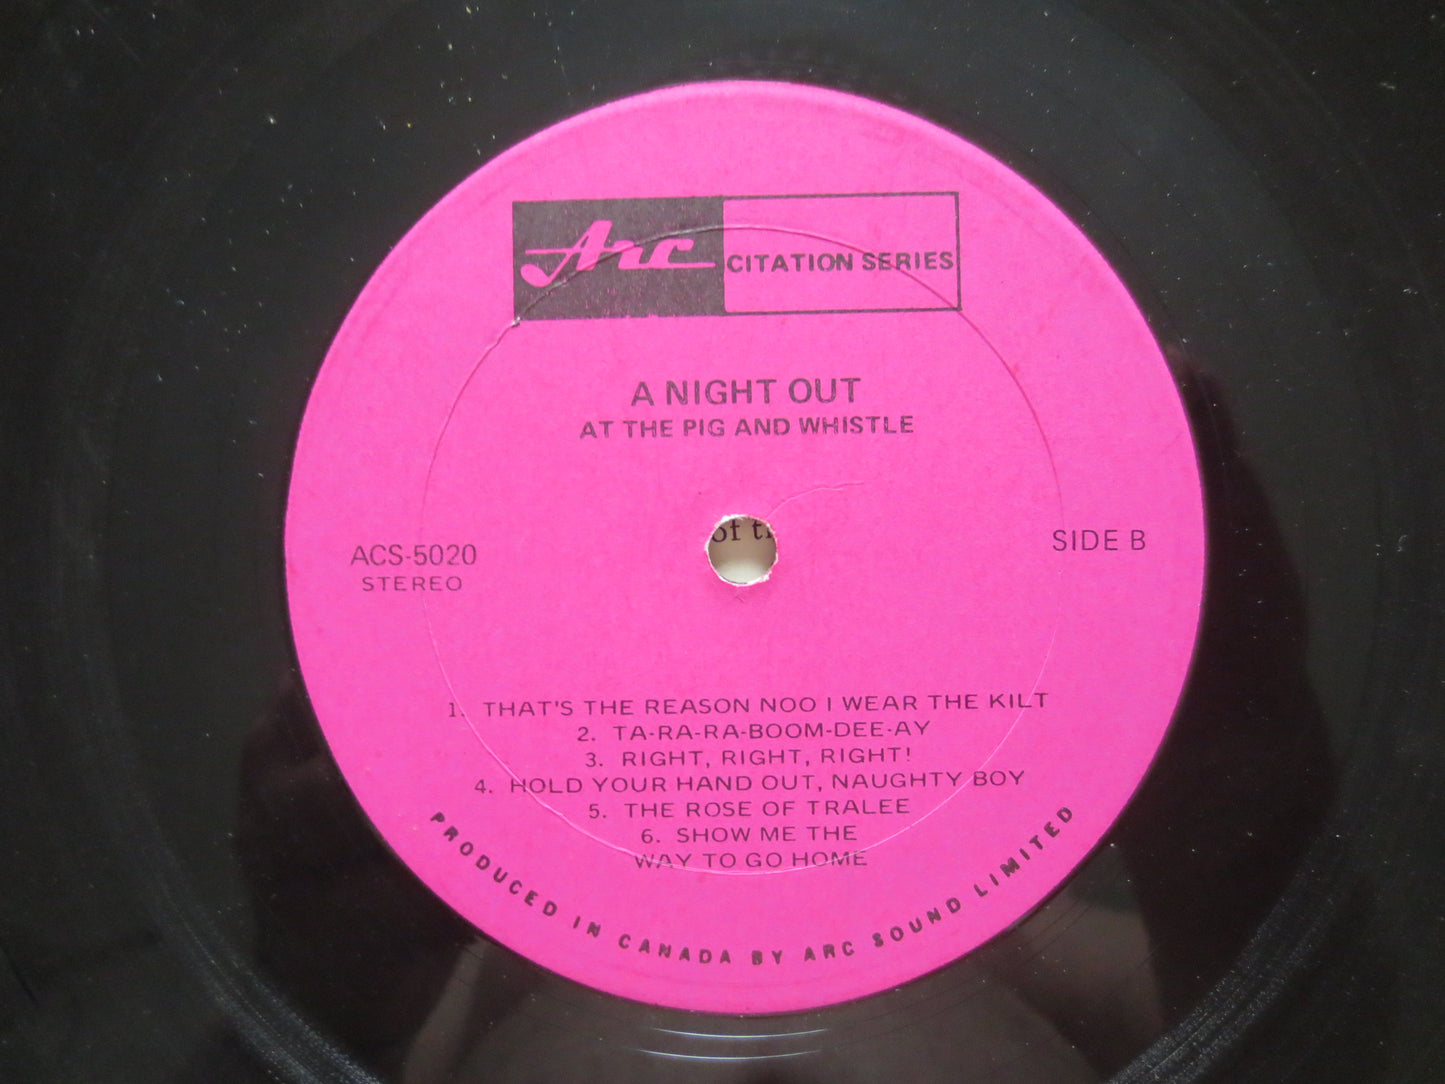 Arc CITATION SERIES
A NIGHT OUT
AT THE PIG AND WHISTLE
of t
ACS-5020
STEREO
SIDE B
1. THAT'S THE REASON NOO I WEAR THE KILT
2. TA-RA-RA-BOOM-DEE-AY
3. RIGHT, RIGHT, RIGHT!
4. HOLD YOUR HAND OUT, NAUGHTY BOY
5. THE ROSE OF TRALEE
6. SHOW ME THE
WAY TO GO HOME
PRODUCED IN CANADA BY ARC SOUND LIMITED